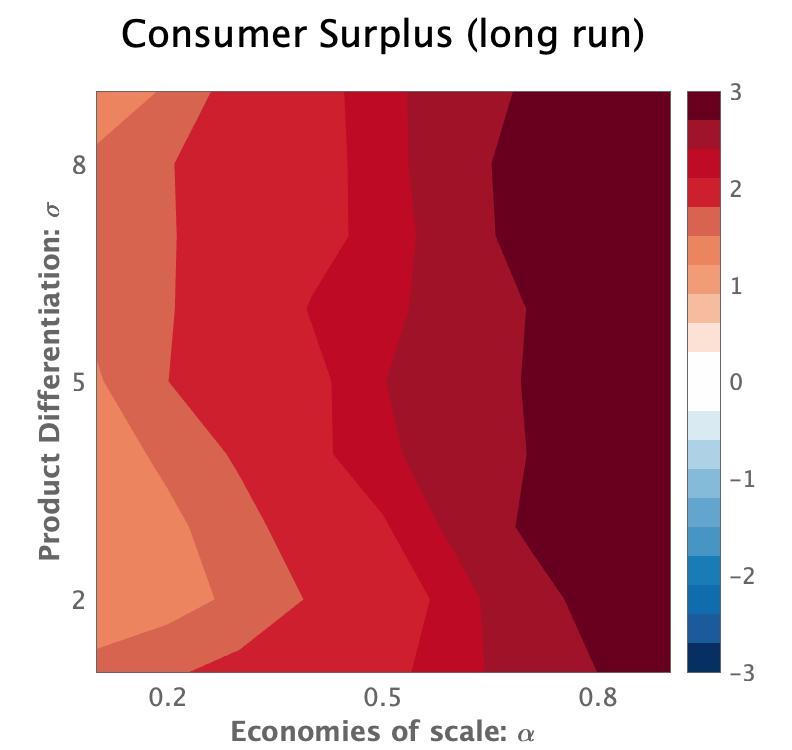 Consumer Surplus (long run)
Product Differentiation: σ
8
5
2
0.2 0.5 0.8
Economies of scale: α
3
2
1
0
−1
−2
−3